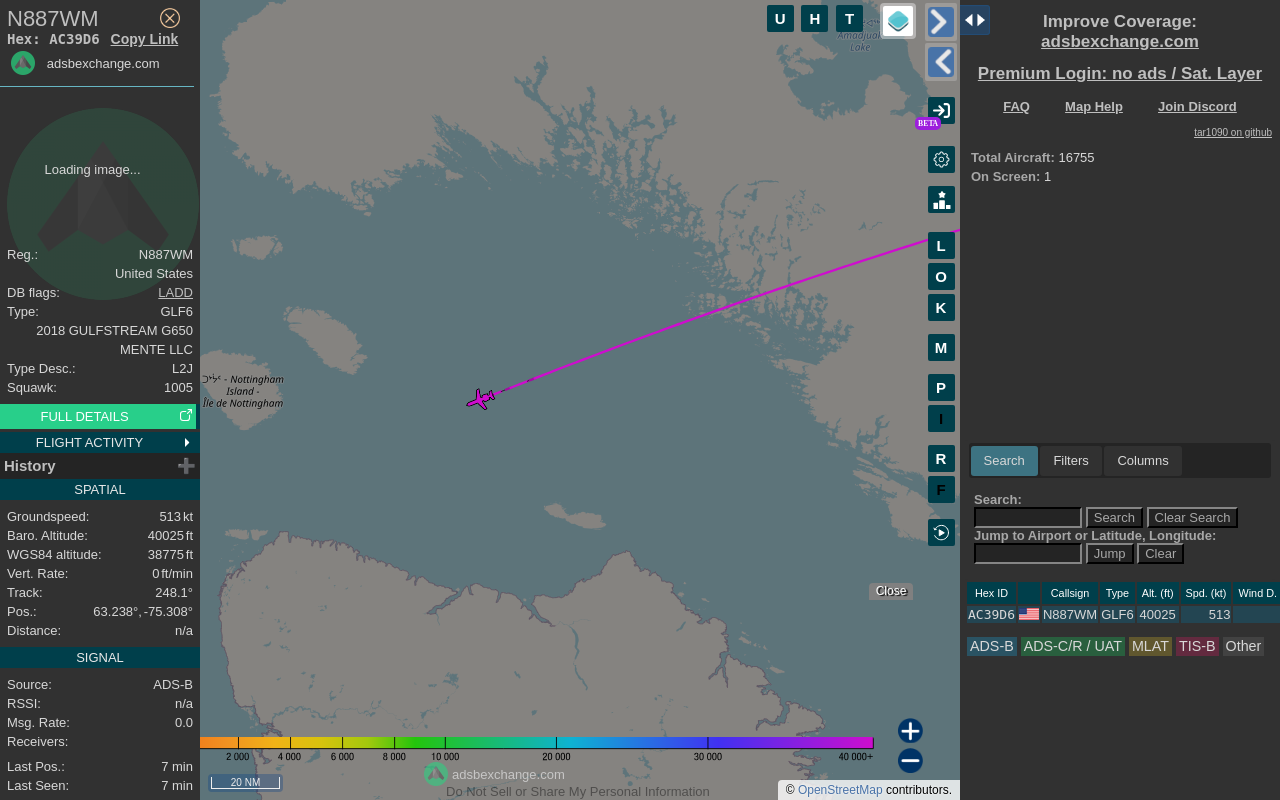 N887WM
Hex: AC39D6 Copy Link
adsbexchange.com
Loading image...
Reg.: N887WM
United States
DB flags: LADD
Type: GLF6
2018 GULFSTREAM G650
MENTE LLC
Type Desc.: L2J
Squawk: 1005
FULL DETAILS
FLIGHT ACTIVITY
History
SPATIAL
Groundspeed: 513 kt
Baro. Altitude: 40025 ft
WGS84 altitude: 38775 ft
Vert. Rate: 0 ft/min
Track: 248.1°
Pos.: 63.238°, -75.308°
Distance: n/a
SIGNAL
Source: ADS-B
RSSI: n/a
Msg. Rate: 0.0
Receivers:
Last Pos.: 7 min
Last Seen: 7 min
U H T
Amadjuak
Lake
BETA
L
O
K
M
P
I
R
F
- Nottingham
Island -
Île de Nottingham
Close
2 000 4 000 6 000 8 000 10 000 20 000 30 000 40 000+
20 NM
adsbexchange.com
Do Not Sell or Share My Personal Information
© OpenStreetMap contributors.
Improve Coverage:
adsbexchange.com
Premium Login: no ads / Sat. Layer
FAQ Map Help Join Discord
tar1090 on github
Total Aircraft: 16755
On Screen: 1
Search Filters Columns
Search:
Search Clear Search
Jump to Airport or Latitude, Longitude:
Jump Clear
Hex ID Callsign Type Alt. (ft) Spd. (kt) Wind D.
AC39D6 N887WM GLF6 40025 513
ADS-B ADS-C/R / UAT MLAT TIS-B Other